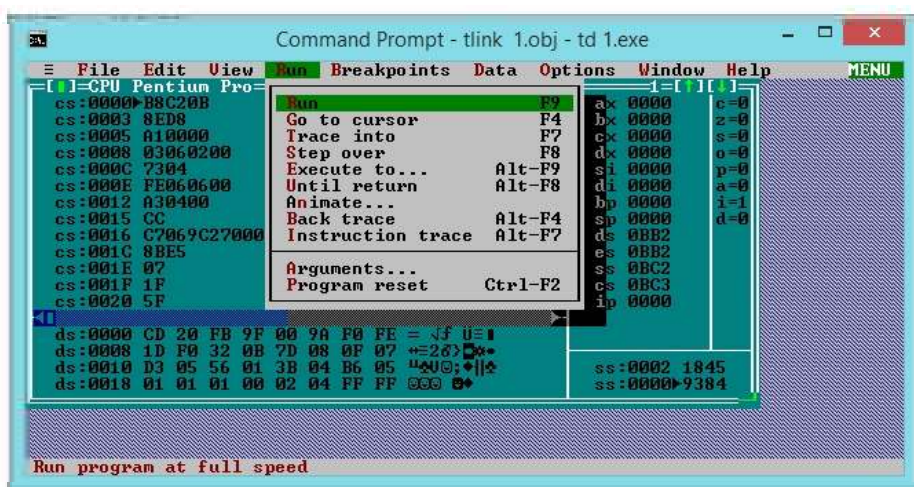 Command Prompt - tlink 1.obj - td 1.exe
≡ File Edit View Run Breakpoints Data Options Window Help MENU
=[ ]=CPU Pentium Pro= =1=[↑][↓]=
cs:0000►B8C20B Run F9 ax 0000 c=0
cs:0003 8ED8 Go to cursor F4 bx 0000 z=0
cs:0005 A10000 Trace into F7 cx 0000 s=0
cs:0008 03060200 Step over F8 dx 0000 o=0
cs:000C 7304 Execute to... Alt-F9 si 0000 p=0
cs:000E FE060600 Until return Alt-F8 di 0000 a=0
cs:0012 A30400 Animate... bp 0000 i=1
cs:0015 CC Back trace Alt-F4 sp 0000 d=0
cs:0016 C7069C27000 Instruction trace Alt-F7 ds 0BB2
cs:001C 8BE5 es 0BB2
cs:001E 07 Arguments... ss 0BC2
cs:001F 1F Program reset Ctrl-F2 cs 0BC3
cs:0020 5F ip 0000
ds:0000 CD 20 FB 9F 00 9A F0 FE = √f ü≡
ds:0008 1D F0 32 0B 7D 08 0F 07
ds:0010 D3 05 56 01 3B 04 B6 05 ss:0002 1845
ds:0018 01 01 01 00 02 04 FF FF ☺☺☺ ☻♦ ss:0000►9384
Run program at full speed